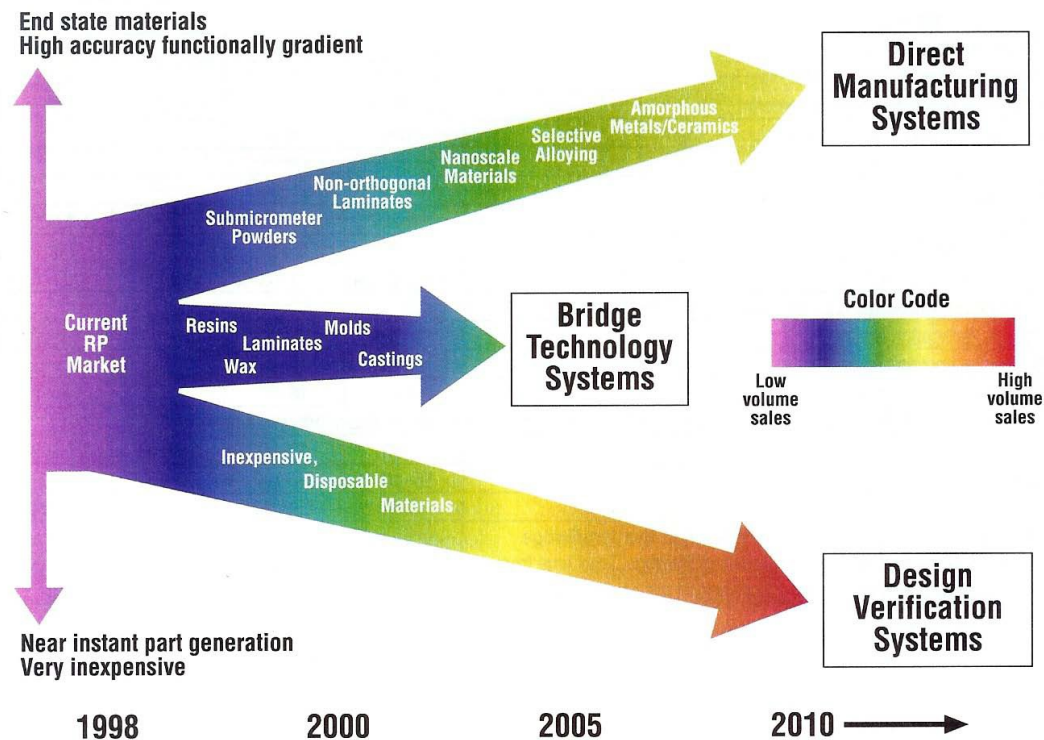 End state materials
High accuracy functionally gradient
Direct
Manufacturing
Systems
Amorphous
Metals/Ceramics
Selective
Alloying
Nanoscale
Materials
Non-orthogonal
Laminates
Submicrometer
Powders
Current
RP
Market
Resins
Laminates
Wax
Molds
Castings
Bridge
Technology
Systems
Color Code
Low
volume
sales
High
volume
sales
Inexpensive,
Disposable
Materials
Design
Verification
Systems
Near instant part generation
Very inexpensive
1998 2000 2005 2010